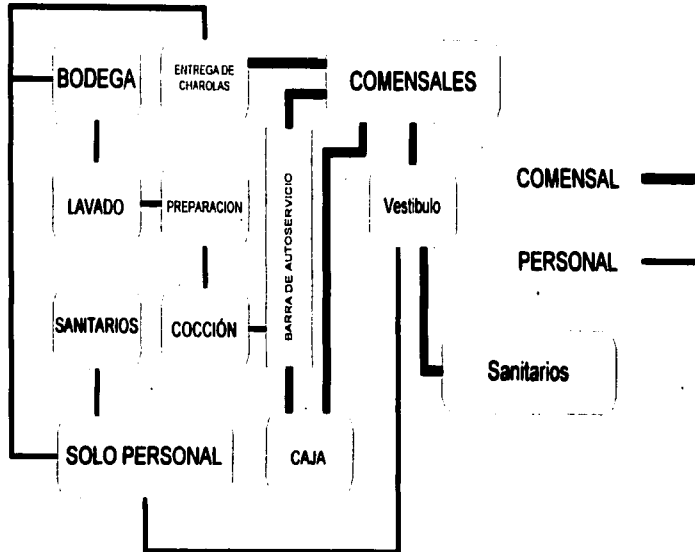 BODEGA
ENTREGA DE
CHAROLAS
COMENSALES
LAVADO
PREPARACION
BARRA DE AUTOSERVICIO
Vestibulo
COMENSAL
PERSONAL
SANITARIOS
COCCIÓN
Sanitarios
SOLO PERSONAL
CAJA